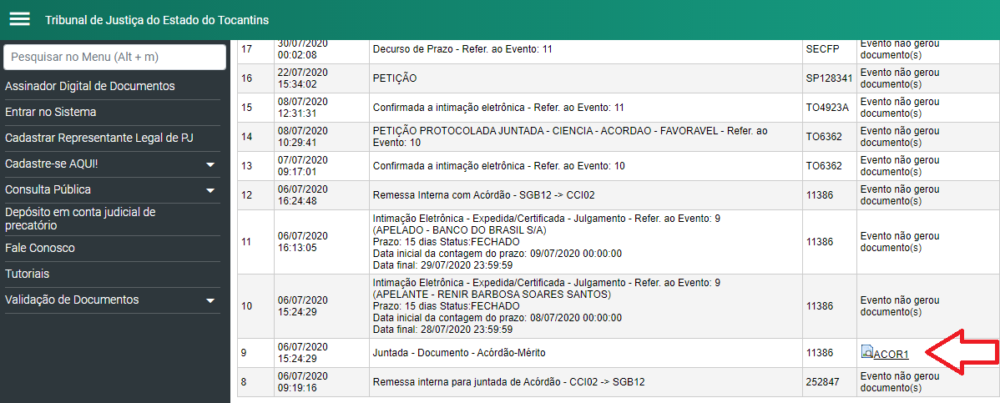 Tribunal de Justiça do Estado do Tocantins
Pesquisar no Menu (Alt + m)
Assinador Digital de Documentos
Entrar no Sistema
Cadastrar Representante Legal de PJ
Cadastre-se AQUI!
Consulta Pública
Depósito em conta judicial de
precatório
Fale Conosco
Tutoriais
Validação de Documentos
17
30/07/2020
00:02:08
Decurso de Prazo - Refer. ao Evento: 11
SECFP
Evento não gerou
documento(s)
16
22/07/2020
15:34:02
PETIÇÃO
SP128341
Evento não gerou
documento(s)
15
08/07/2020
12:31:31
Confirmada a intimação eletrônica - Refer. ao Evento: 11
TO4923A
Evento não gerou
documento(s)
14
08/07/2020
10:29:41
PETIÇÃO PROTOCOLADA JUNTADA - CIENCIA - ACORDAO - FAVORAVEL - Refer. ao
Evento: 10
TO6362
Evento não gerou
documento(s)
13
07/07/2020
09:17:01
Confirmada a intimação eletrônica - Refer. ao Evento: 10
TO6362
Evento não gerou
documento(s)
12
06/07/2020
16:24:48
Remessa Interna com Acórdão - SGB12 -> CCI02
11386
Evento não gerou
documento(s)
11
06/07/2020
16:13:05
Intimação Eletrônica - Expedida/Certificada - Julgamento - Refer. ao Evento: 9
(APELADO - BANCO DO BRASIL S/A)
Prazo: 15 dias Status:FECHADO
Data inicial da contagem do prazo: 09/07/2020 00:00:00
Data final: 29/07/2020 23:59:59
11386
Evento não gerou
documento(s)
10
06/07/2020
15:24:29
Intimação Eletrônica - Expedida/Certificada - Julgamento - Refer. ao Evento: 9
(APELANTE - RENIR BARBOSA SOARES SANTOS)
Prazo: 15 dias Status:FECHADO
Data inicial da contagem do prazo: 08/07/2020 00:00:00
Data final: 28/07/2020 23:59:59
11386
Evento não gerou
documento(s)
9
06/07/2020
15:24:29
Juntada - Documento - Acórdão-Mérito
11386
ACOR1
8
06/07/2020
09:19:16
Remessa interna para juntada de Acórdão - CCI02 -> SGB12
252847
Evento não gerou
documento(s)